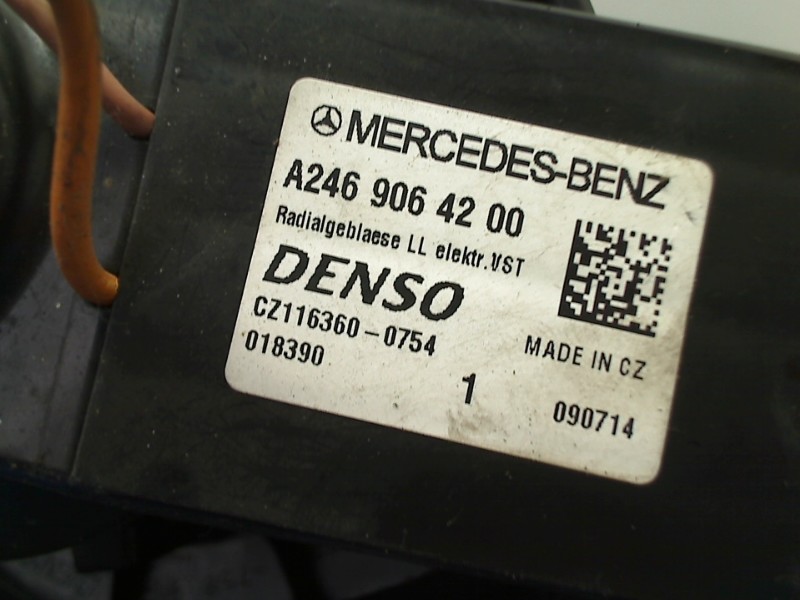 MERCEDES-BENZ
A246 906 42 00
Radialgeblaese LL elektr.VST
DENSO
CZ116360-0754
018390
MADE IN CZ
1
090714